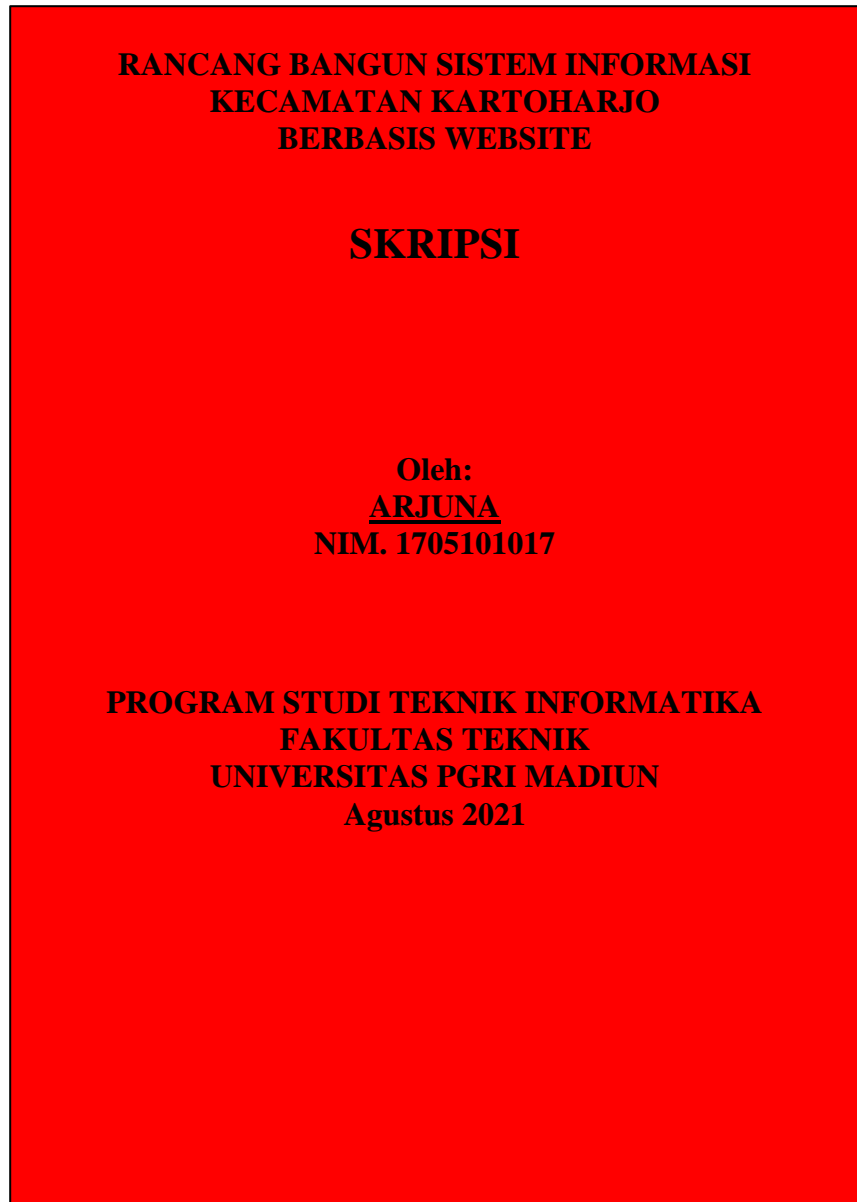 RANCANG BANGUN SISTEM INFORMASI
KECAMATAN KARTOHARJO
BERBASIS WEBSITE
SKRIPSI
Oleh:
ARJUNA
NIM. 1705101017
PROGRAM STUDI TEKNIK INFORMATIKA
FAKULTAS TEKNIK
UNIVERSITAS PGRI MADIUN
Agustus 2021